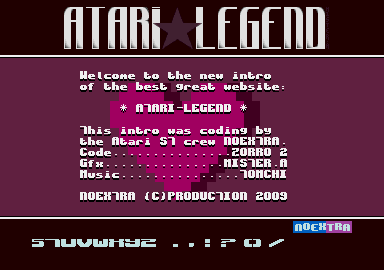 ATARI LEGEND
Welcome to the new intro
of the best great website:
* ATARI-LEGEND *
This intro was coding by
the Atari ST crew NOEXTRA.
Code...............ZORRO 2
Gfx...............MISTER.A
Music...............TOMCHI
NOEXTRA (C)PRODUCTION 2009
NOEXTRA
STUVWXYZ ..!?()/